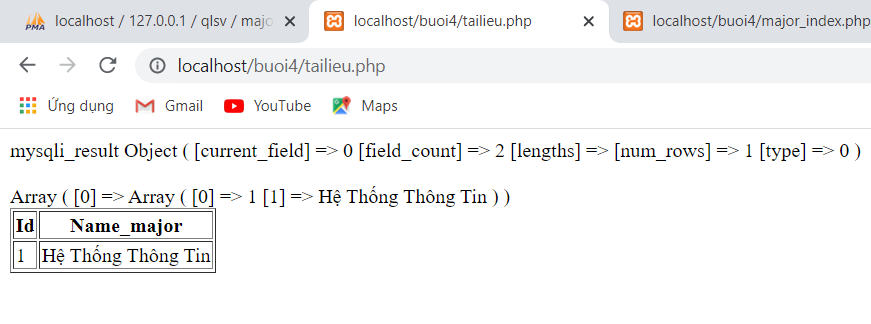 PMA localhost / 127.0.0.1 / qlsv / majo localhost/buoi4/tailieu.php localhost/buoi4/major_index.php
localhost/buoi4/tailieu.php
Ứng dụng Gmail YouTube Maps
mysqli_result Object ( [current_field] => 0 [field_count] => 2 [lengths] => [num_rows] => 1 [type] => 0 )
Array ( [0] => Array ( [0] => 1 [1] => Hệ Thống Thông Tin ) )
Id Name_major
1 Hệ Thống Thông Tin